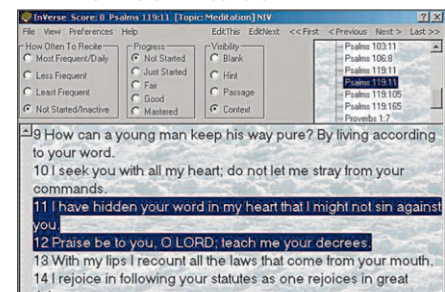 InVerse Score: 0 Psalms 119:11 [Topic: Meditation] NIV
File View Preferences Help EditThis EditNext << First < Previous Next > Last >>
How Often To Recite Progress Visibility
Most Frequent/Daily Not Started Blank
Less Frequent Just Started Hint
Least Frequent Fair Passage
Not Started/Inactive Good Context
Mastered
Psalms 103:11
Psalms 106:8
Psalms 119:11
Psalms 119:11
Psalms 119:105
Psalms 119:165
Proverbs 1:7
9 How can a young man keep his way pure? By living according
to your word.
10 I seek you with all my heart; do not let me stray from your
commands.
11 I have hidden your word in my heart that I might not sin against
you.
12 Praise be to you, O LORD; teach me your decrees.
13 With my lips I recount all the laws that come from your mouth.
14 I rejoice in following your statutes as one rejoices in great